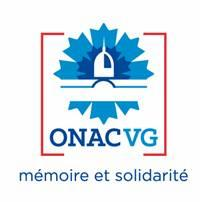 ONACVG
mémoire et solidarité